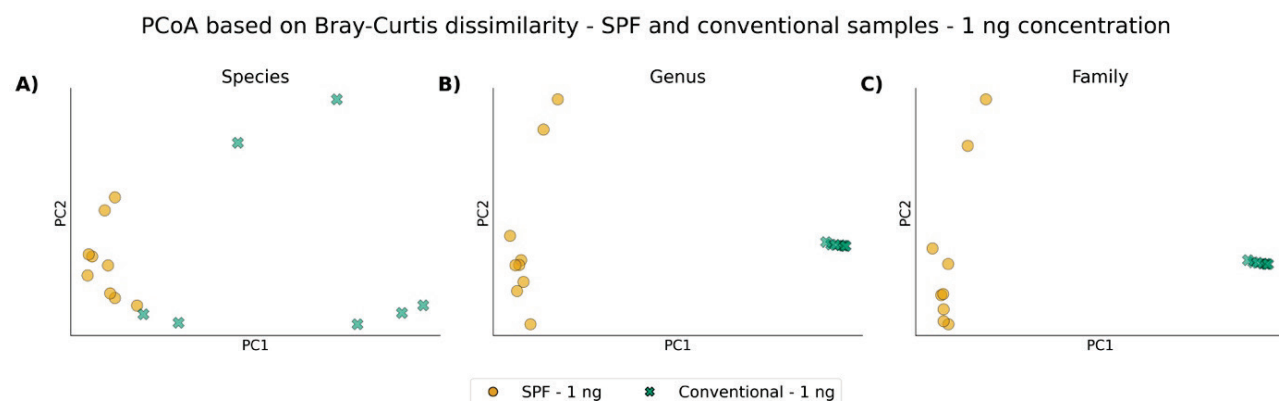 PCoA based on Bray-Curtis dissimilarity - SPF and conventional samples - 1 ng concentration
A) Species
B) Genus
C) Family
PC2
PC1
PC2
PC1
PC2
PC1
SPF - 1 ng
Conventional - 1 ng